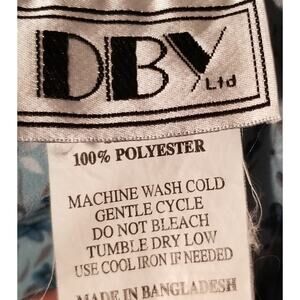 DBY Ltd
100% POLYESTER
MACHINE WASH COLD
GENTLE CYCLE
DO NOT BLEACH
TUMBLE DRY LOW
USE COOL IRON IF NEEDED
MADE IN BANGLADESH